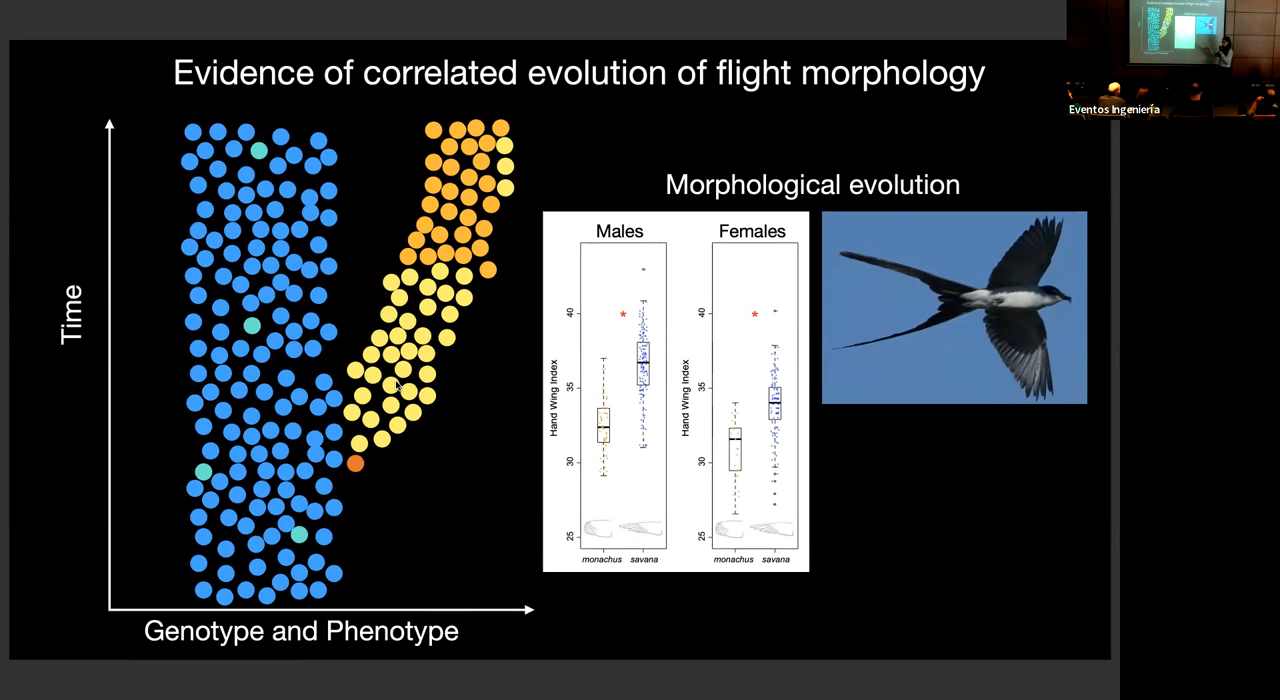 Evidence of correlated evolution of flight morphology
Eventos Ingeniería
Morphological evolution
Time
Genotype and Phenotype
Males
Females
Hand Wing Index
40
35
30
25
monachus savana
*
Hand Wing Index
40
35
30
25
monachus savana
*